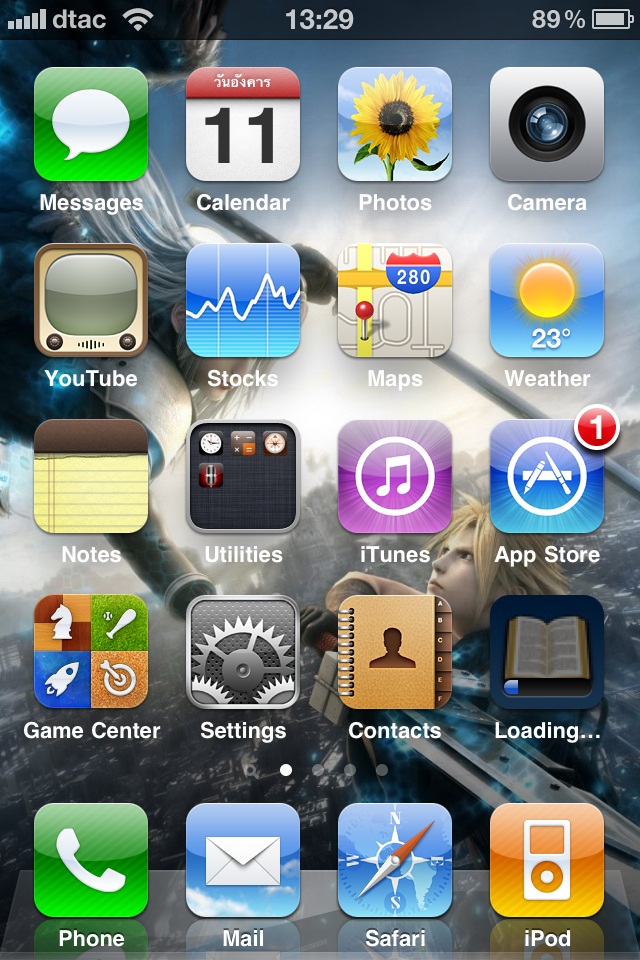 dtac 13:29 89%
วันอังคาร
11
Messages Calendar Photos Camera
280
23°
YouTube Stocks Maps Weather
1
Notes Utilities iTunes App Store
A
B
C
D
E
F
Game Center Settings Contacts Loading...
N
W E
S
Phone Mail Safari iPod